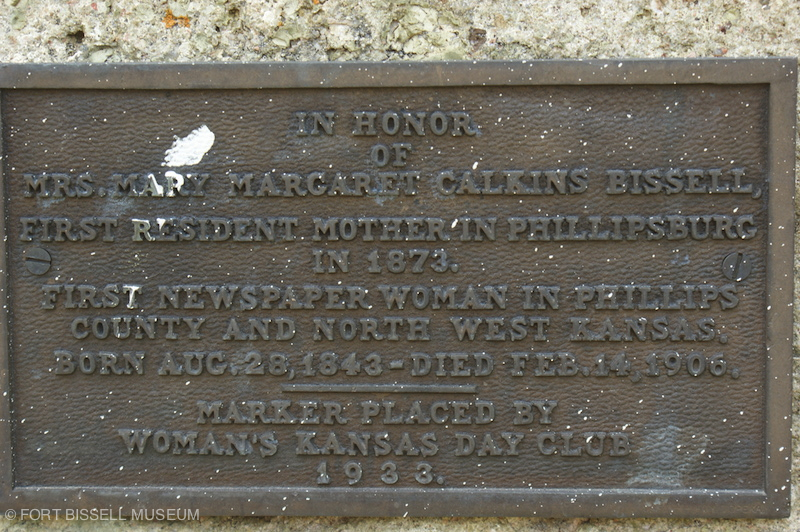 IN HONOR
OF
MRS. MARY MARGARET CALKINS BISSELL,
FIRST RESIDENT MOTHER IN PHILLIPSBURG
IN 1873.
FIRST NEWSPAPER WOMAN IN PHILLIPS
COUNTY AND NORTH WEST KANSAS.
BORN AUG. 28, 1843 - DIED FEB. 14, 1906.
MARKER PLACED BY
WOMAN'S KANSAS DAY CLUB
1933.
© FORT BISSELL MUSEUM